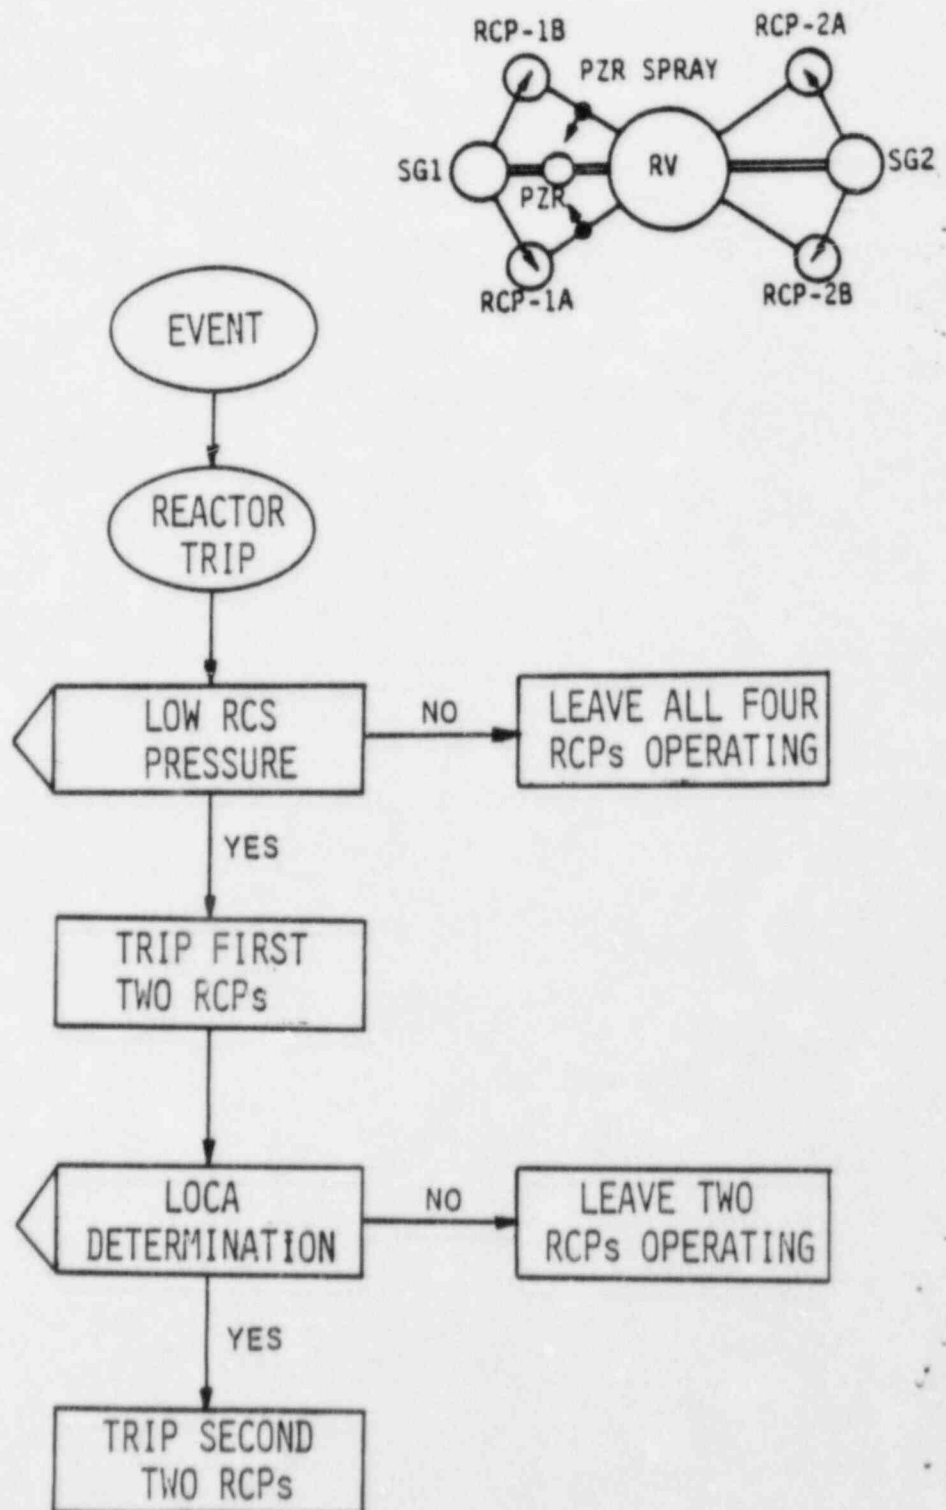 RCP-1B
RCP-2A
PZR SPRAY
SG1
RV
SG2
PZR
RCP-1A
RCP-2B
EVENT
REACTOR
TRIP
LOW RCS
PRESSURE
NO
LEAVE ALL FOUR
RCPs OPERATING
YES
TRIP FIRST
TWO RCPs
LOCA
DETERMINATION
NO
LEAVE TWO
RCPs OPERATING
YES
TRIP SECOND
TWO RCPs